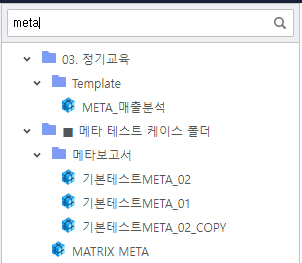 meta
03. 정기교육
Template
META_매출분석
■ 메타 테스트 케이스 폴더
메타보고서
기본테스트META_02
기본테스트META_01
기본테스트META_02_COPY
MATRIX META